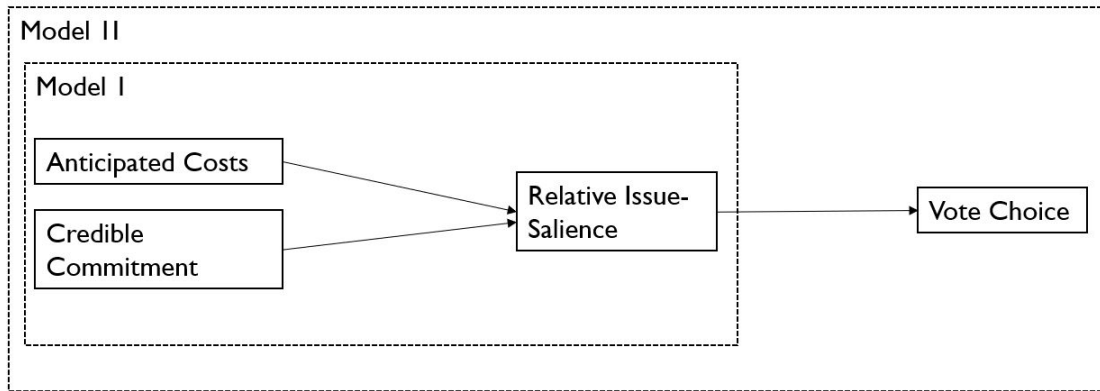 Model II
Model I
Anticipated Costs
Credible
Commitment
Relative Issue-
Salience
Vote Choice